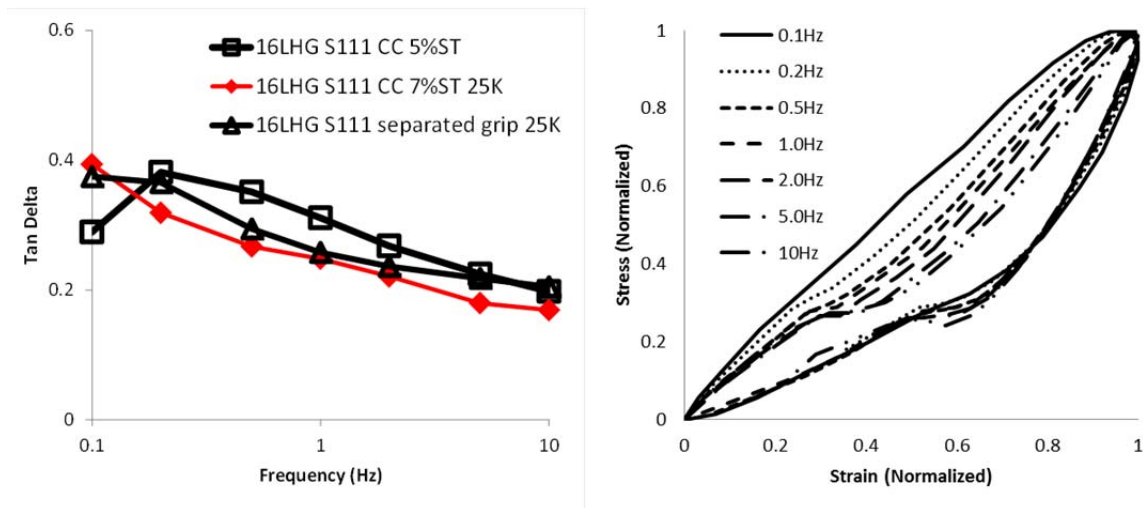 0.6
0.4
0.2
0
Tan Delta
0.1
1
10
Frequency (Hz)
16LHG S111 CC 5%ST
16LHG S111 CC 7%ST 25K
16LHG S111 separated grip 25K
1
0.8
0.6
0.4
0.2
0
Stress (Normalized)
0
0.2
0.4
0.6
0.8
1
Strain (Normalized)
0.1Hz
0.2Hz
0.5Hz
1.0Hz
2.0Hz
5.0Hz
10Hz